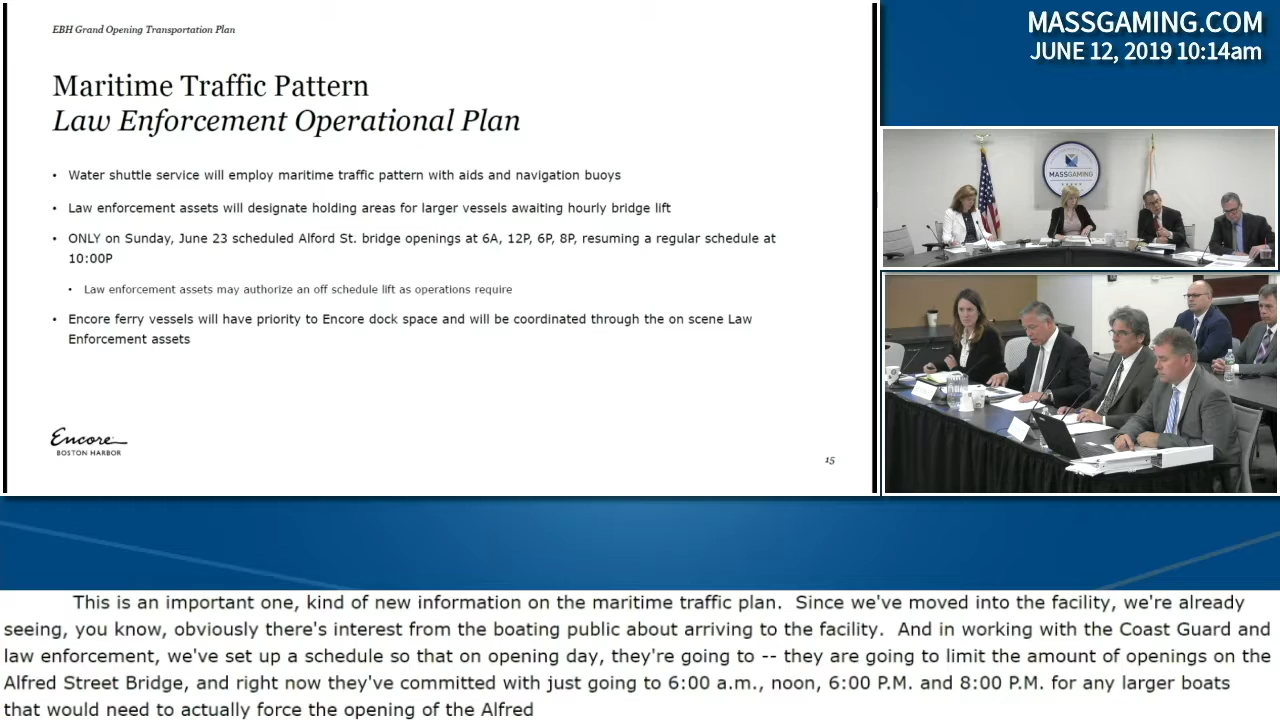 EBH Grand Opening Transportation Plan
Maritime Traffic Pattern
Law Enforcement Operational Plan
• Water shuttle service will employ maritime traffic pattern with aids and navigation buoys
• Law enforcement assets will designate holding areas for larger vessels awaiting hourly bridge lift
• ONLY on Sunday, June 23 scheduled Alford St. bridge openings at 6A, 12P, 6P, 8P, resuming a regular schedule at
10:00P
• Law enforcement assets may authorize an off schedule lift as operations require
• Encore ferry vessels will have priority to Encore dock space and will be coordinated through the on scene Law
Enforcement assets
Encore
BOSTON HARBOR
15
MASSGAMING.COM
JUNE 12, 2019 10:14am
MASSGAMING
This is an important one, kind of new information on the maritime traffic plan. Since we've moved into the facility, we're already
seeing, you know, obviously there's interest from the boating public about arriving to the facility. And in working with the Coast Guard and
law enforcement, we've set up a schedule so that on opening day, they're going to -- they are going to limit the amount of openings on the
Alfred Street Bridge, and right now they've committed with just going to 6:00 a.m., noon, 6:00 P.M. and 8:00 P.M. for any larger boats
that would need to actually force the opening of the Alfred